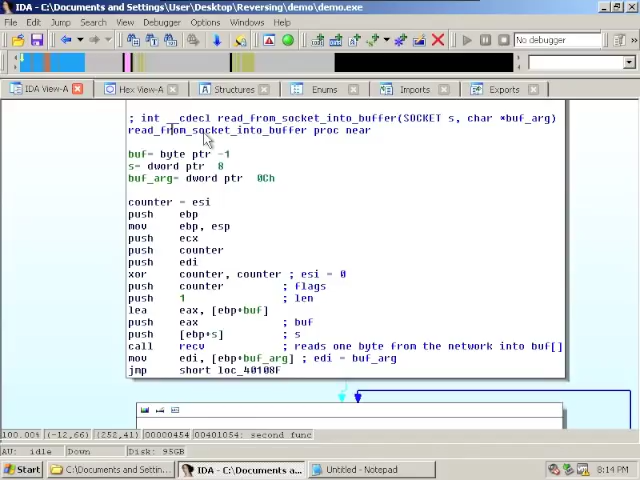 IDA - C:\Documents and Settings\User\Desktop\Reversing\demo\demo.exe
File Edit Jump Search View Debugger Options Windows Help
No debugger
IDA View-A Hex View-A Structures Enums Imports Exports
; int __cdecl read_from_socket_into_buffer(SOCKET s, char *buf_arg)
read_from_socket_into_buffer proc near
buf= byte ptr -1
s= dword ptr 8
buf_arg= dword ptr 0Ch
counter = esi
push ebp
mov ebp, esp
push ecx
push counter
push edi
xor counter, counter ; esi = 0
push counter ; flags
push 1 ; len
lea eax, [ebp+buf]
push eax ; buf
push [ebp+s] ; s
call recv ; reads one byte from the network into buf[]
mov edi, [ebp+buf_arg] ; edi = buf_arg
jmp short loc_40108F
100.00% (-12,66) (252,41) 00000454 00401054: second func
AU: idle Down Disk: 95GB
Start C:\Documents and Settin... IDA - C:\Documents a... Untitled - Notepad 8:14 PM